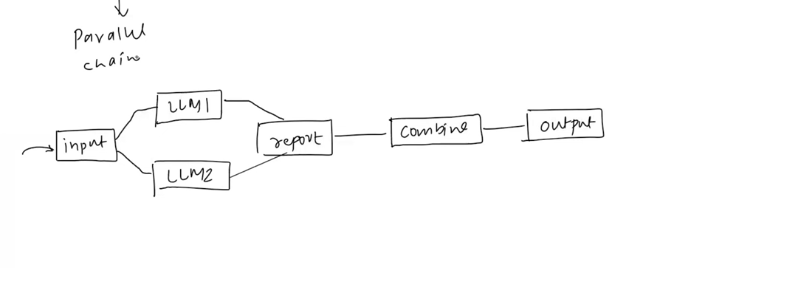 Parallel
chain
input
LLM1
LLM2
report
combine
output